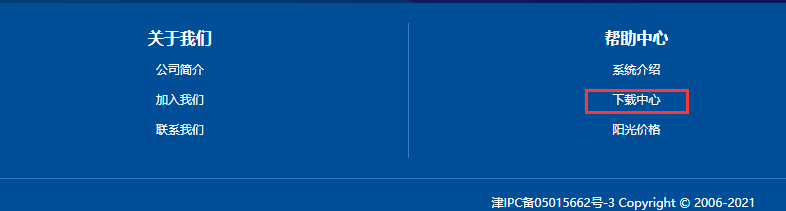 关于我们
公司简介
加入我们
联系我们
帮助中心
系统介绍
下载中心
阳光价格
津IPC备05015662号-3 Copyright © 2006-2021